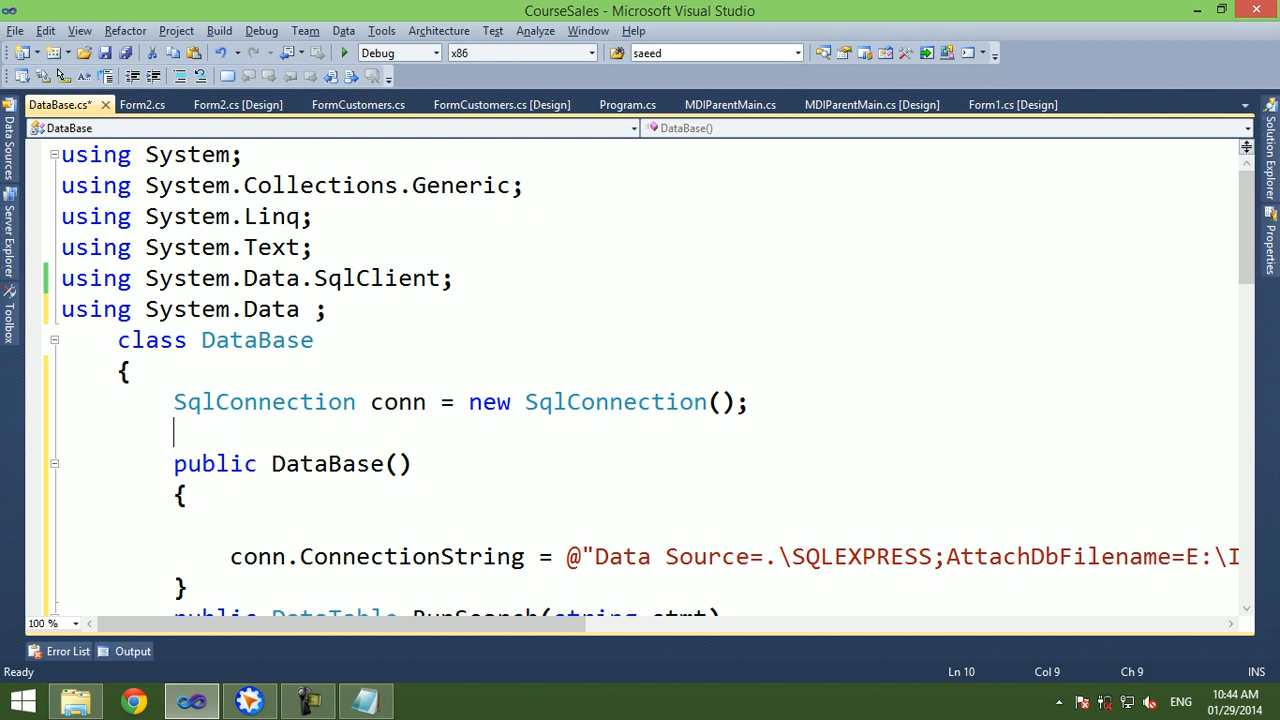 CourseSales - Microsoft Visual Studio
File Edit View Refactor Project Build Debug Team Data Tools Architecture Test Analyze Window Help
Debug x86 saeed
DataBase.cs* Form2.cs Form2.cs [Design] FormCustomers.cs FormCustomers.cs [Design] Program.cs MDIParentMain.cs MDIParentMain.cs [Design] Form1.cs [Design]
DataBase DataBase()
Data Sources
Server Explorer
Toolbox
Solution Explorer
Properties
using System;
using System.Collections.Generic;
using System.Linq;
using System.Text;
using System.Data.SqlClient;
using System.Data ;
class DataBase
{
SqlConnection conn = new SqlConnection();
public DataBase()
{
conn.ConnectionString = @"Data Source=.\SQLEXPRESS;AttachDbFilename=E:\I
}
public DataTable RunSearch(string stmt)
100 %
Error List Output
Ready Ln 10 Col 9 Ch 9 INS
ENG 10:44 AM
01/29/2014